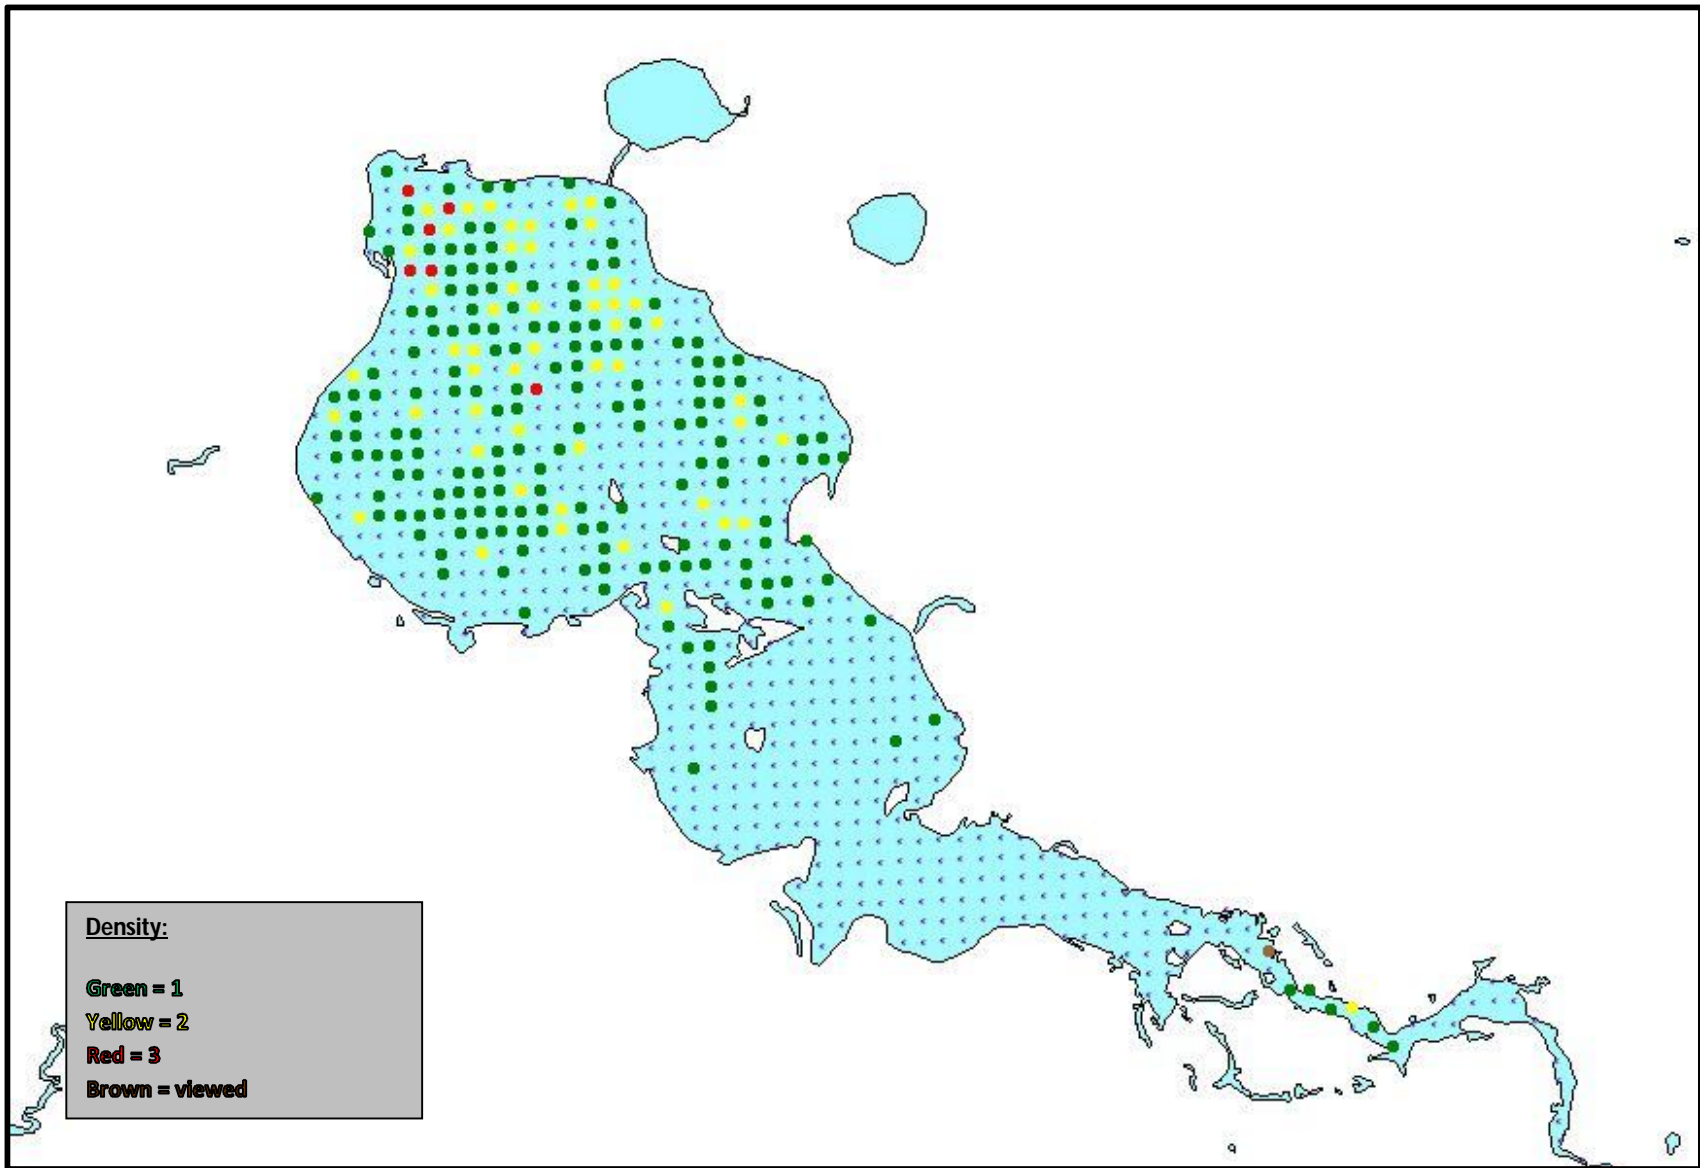 Density:
Green = 1
Yellow = 2
Red = 3
Brown = viewed